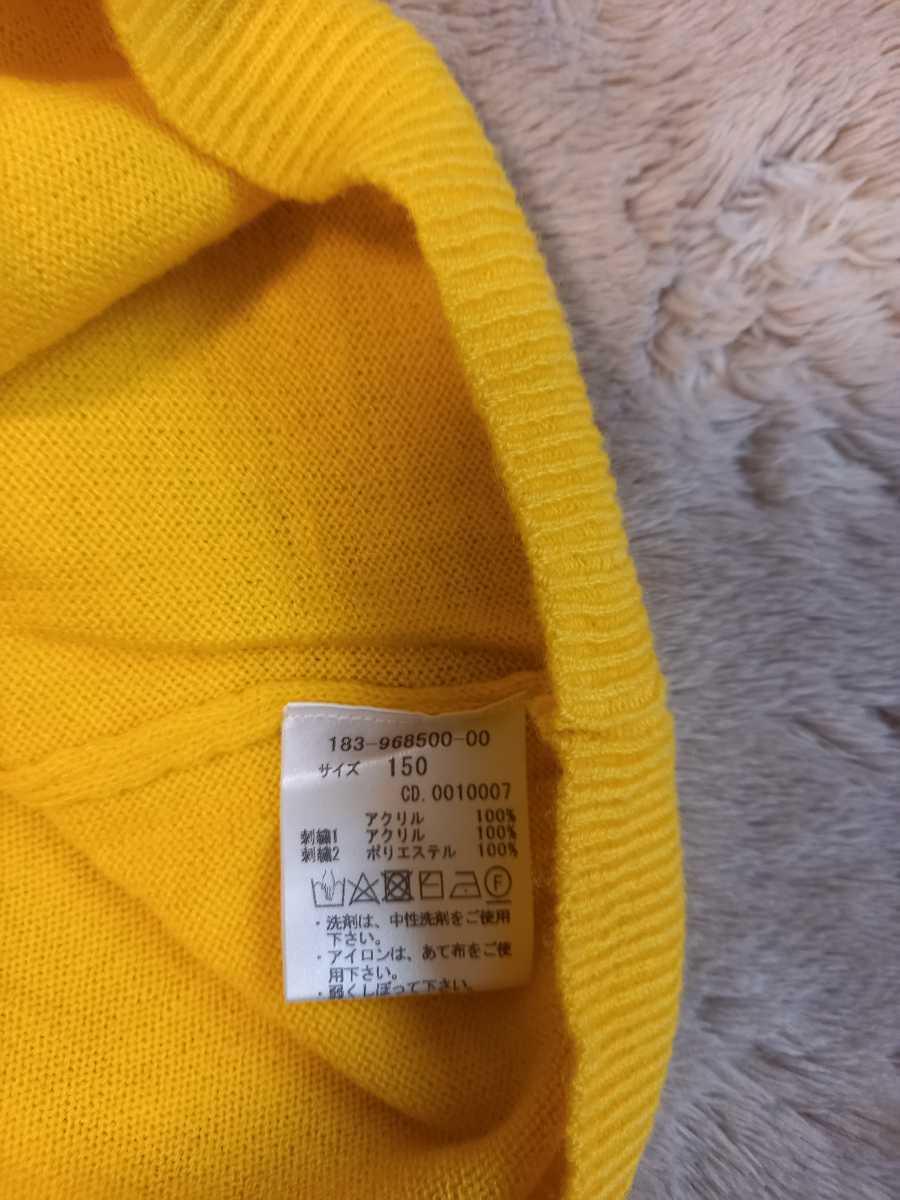 183-968500-00
サイズ 150
CD.0010007
アクリル 100%
刺繍1 アクリル 100%
刺繍2 ポリエステル 100%
F
・洗剤は、中性洗剤をご使用
下さい。
・アイロンは、あて布をご使
用下さい。
・弱くしぼって下さい。